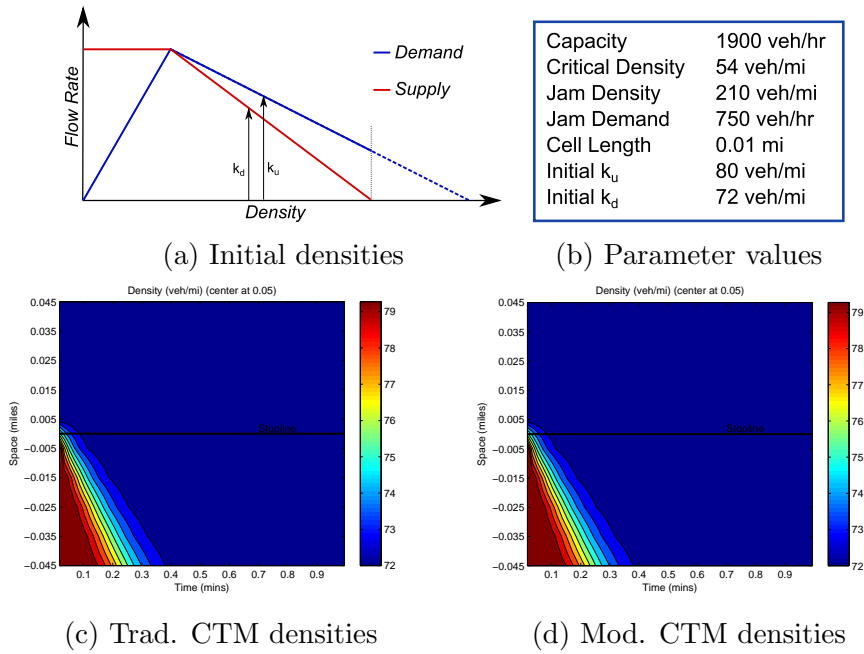 Flow Rate
Demand
Supply
k_d
k_u
Density
Capacity 1900 veh/hr
Critical Density 54 veh/mi
Jam Density 210 veh/mi
Jam Demand 750 veh/hr
Cell Length 0.01 mi
Initial k_u 80 veh/mi
Initial k_d 72 veh/mi
(a) Initial densities
(b) Parameter values
Density (veh/mi) (center at 0.05)
Space (miles)
0.045
0.035
0.025
0.015
0.005
−0.005
−0.015
−0.025
−0.035
−0.045
Stopline
0.1 0.2 0.3 0.4 0.5 0.6 0.7 0.8 0.9
Time (mins)
79
78
77
76
75
74
73
72
(c) Trad. CTM densities
Density (veh/mi) (center at 0.05)
Space (miles)
0.045
0.035
0.025
0.015
0.005
−0.005
−0.015
−0.025
−0.035
−0.045
Stopline
0.1 0.2 0.3 0.4 0.5 0.6 0.7 0.8 0.9
Time (mins)
79
78
77
76
75
74
73
72
(d) Mod. CTM densities